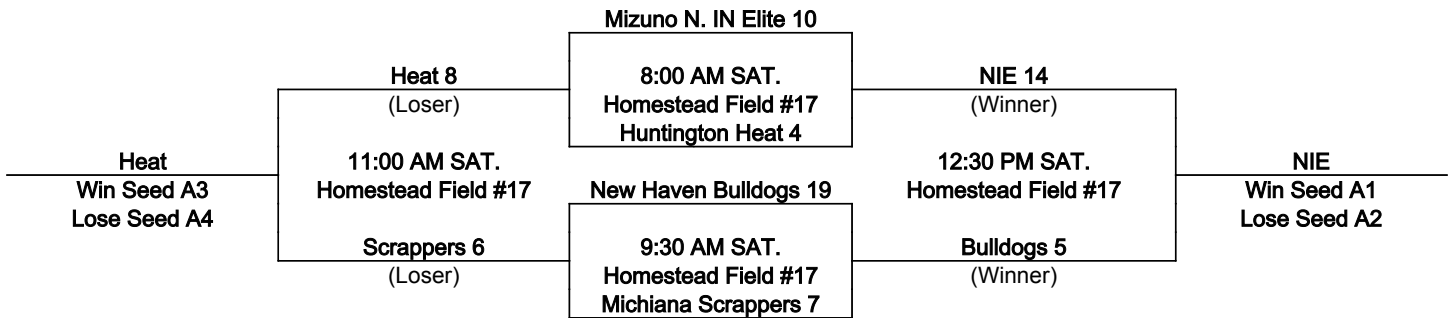 Mizuno N. IN Elite 10
Heat 8
(Loser)
8:00 AM SAT.
Homestead Field #17
Huntington Heat 4
NIE 14
(Winner)
Heat
Win Seed A3
Lose Seed A4
11:00 AM SAT.
Homestead Field #17
New Haven Bulldogs 19
12:30 PM SAT.
Homestead Field #17
NIE
Win Seed A1
Lose Seed A2
Scrappers 6
(Loser)
9:30 AM SAT.
Homestead Field #17
Michiana Scrappers 7
Bulldogs 5
(Winner)